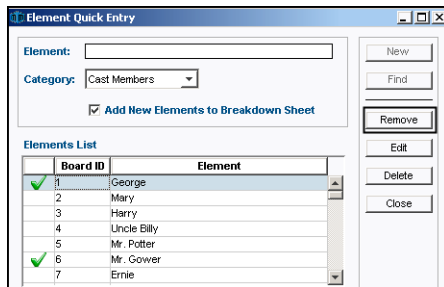 Element Quick Entry
Element:
New
Category: Cast Members
Find
Add New Elements to Breakdown Sheet
Remove
Elements List
Edit
Board ID Element
Delete
1 George
2 Mary
Close
3 Harry
4 Uncle Billy
5 Mr. Potter
6 Mr. Gower
7 Ernie